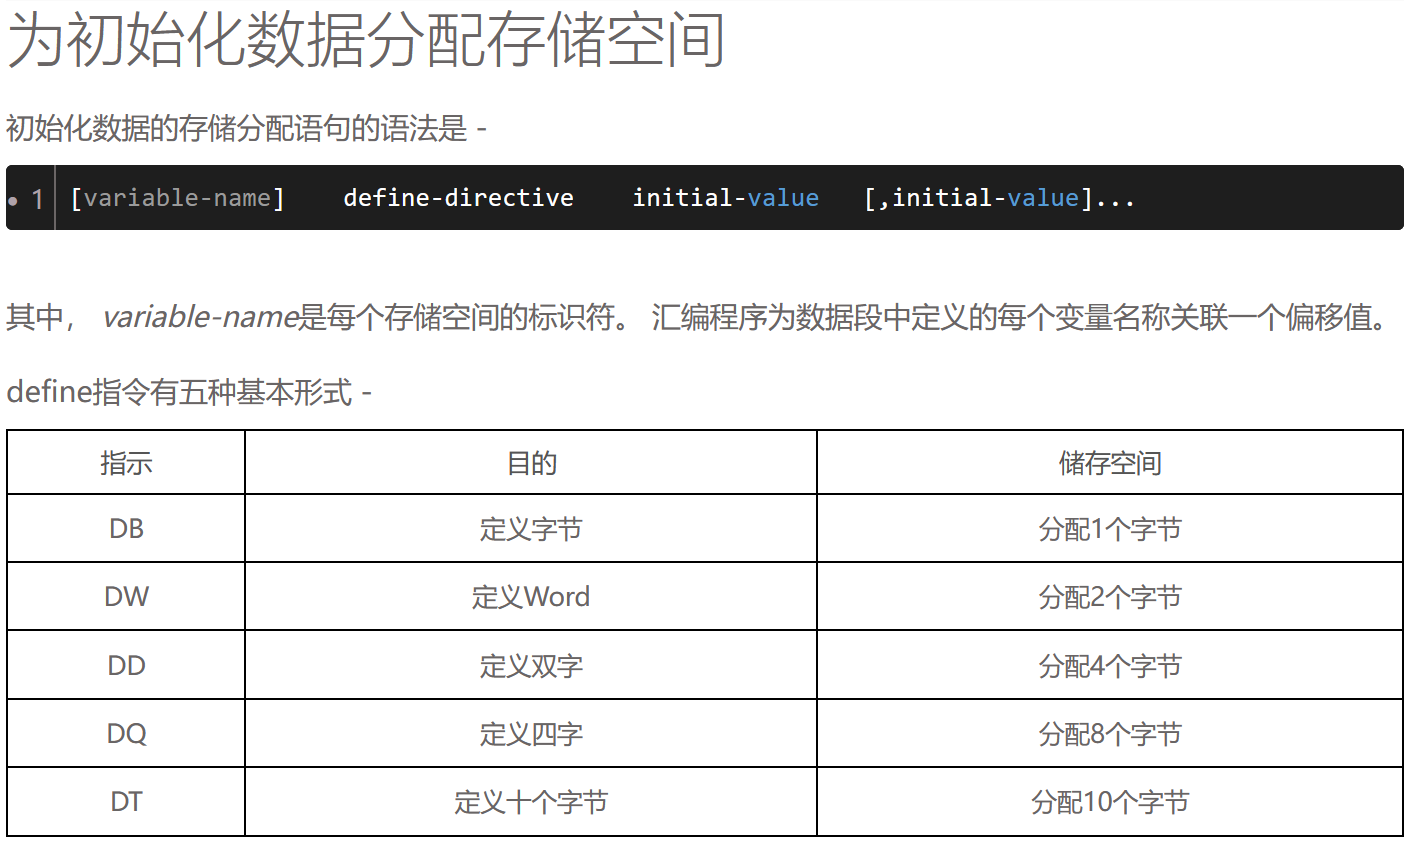 为初始化数据分配存储空间
初始化数据的存储分配语句的语法是 -
1 [variable-name]    define-directive    initial-value   [,initial-value]...
其中， variable-name是每个存储空间的标识符。 汇编程序为数据段中定义的每个变量名称关联一个偏移值。
define指令有五种基本形式 -
指示 目的 储存空间
DB 定义字节 分配1个字节
DW 定义Word 分配2个字节
DD 定义双字 分配4个字节
DQ 定义四字 分配8个字节
DT 定义十个字节 分配10个字节